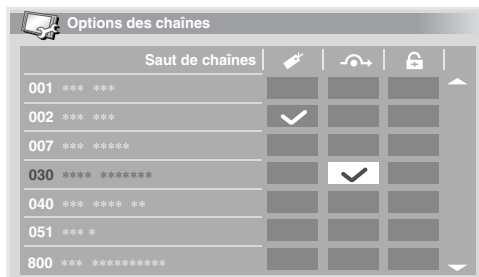 Options des chaînes
Saut de chaînes
001 *** ***
002 *** ***
007 *** *****
030 **** *******
040 *** **** **
051 *** *
800 *** **********